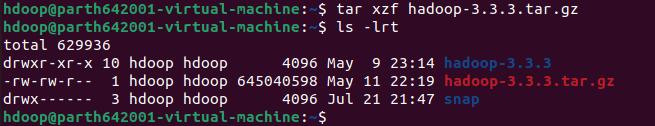 hdoop@parth642001-virtual-machine:~$ tar xzf hadoop-3.3.3.tar.gz
hdoop@parth642001-virtual-machine:~$ ls -lrt
total 629936
drwxr-xr-x 10 hdoop hdoop      4096 May  9 23:14 hadoop-3.3.3
-rw-rw-r--  1 hdoop hdoop 645040598 May 11 22:19 hadoop-3.3.3.tar.gz
drwx------  3 hdoop hdoop      4096 Jul 21 21:47 snap
hdoop@parth642001-virtual-machine:~$